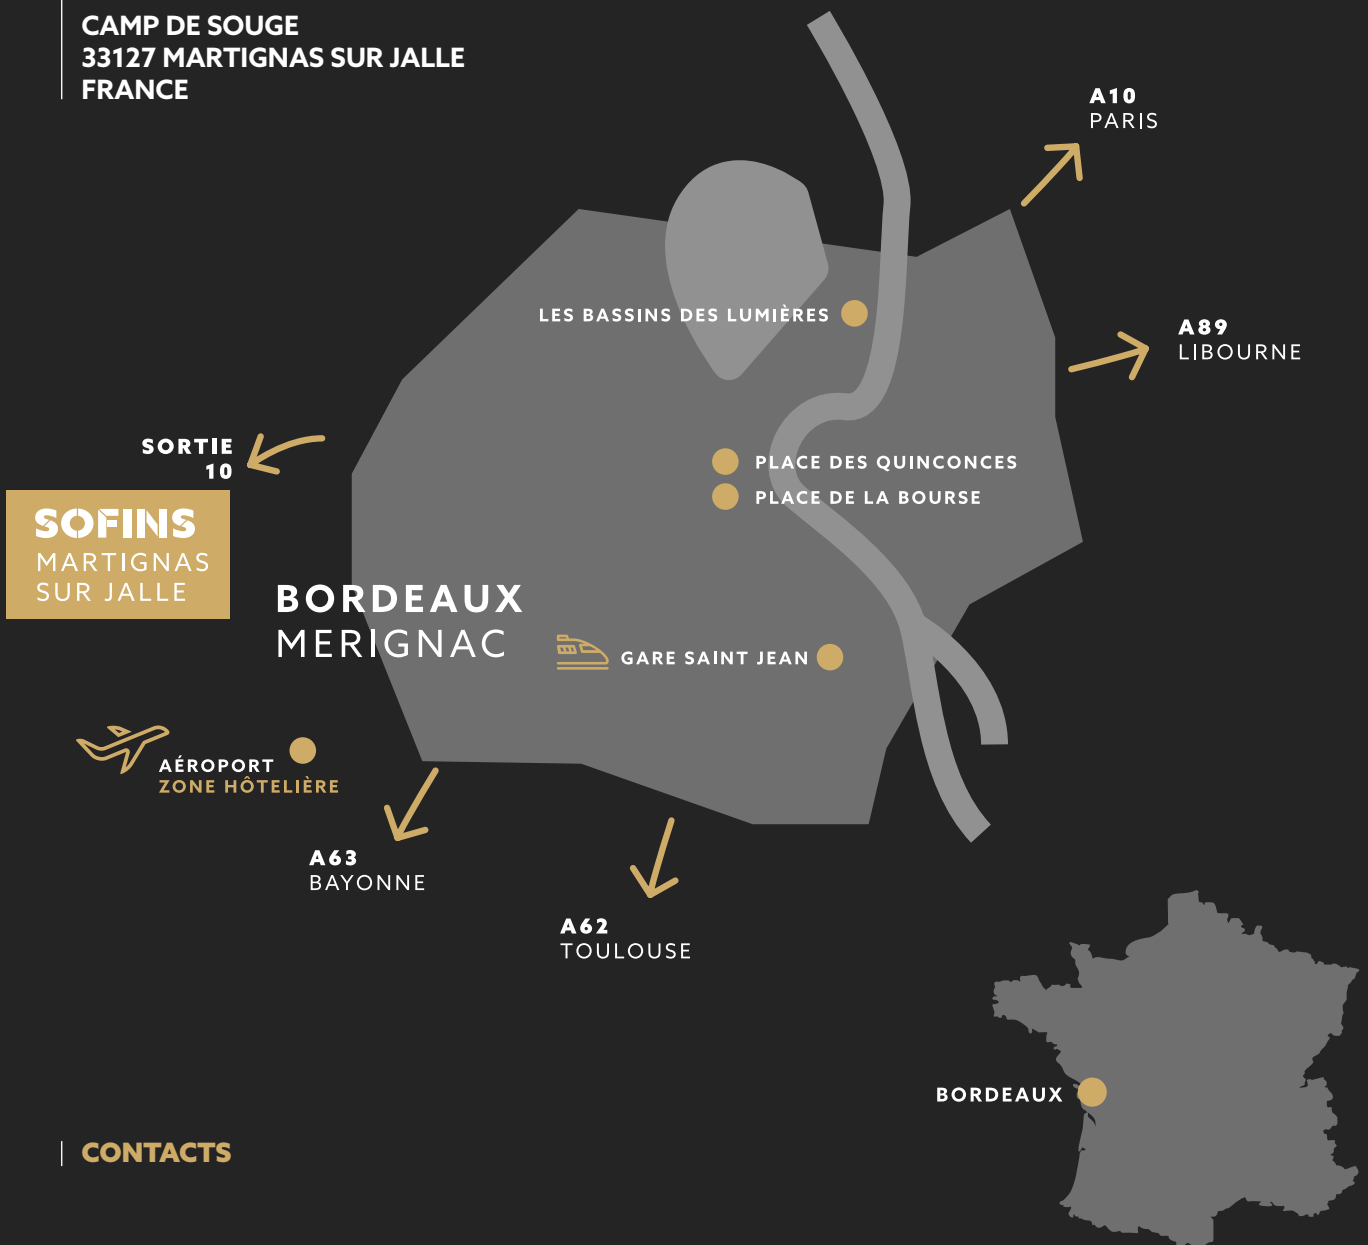 CAMP DE SOUGE
33127 MARTIGNAS SUR JALLE
FRANCE
A10
PARIS
LES BASSINS DES LUMIÈRES
A89
LIBOURNE
SORTIE
10
SOFINS
MARTIGNAS
SUR JALLE
PLACE DES QUINCONCES
PLACE DE LA BOURSE
BORDEAUX
MERIGNAC
GARE SAINT JEAN
AÉROPORT
ZONE HÔTELIÈRE
A63
BAYONNE
A62
TOULOUSE
BORDEAUX
CONTACTS